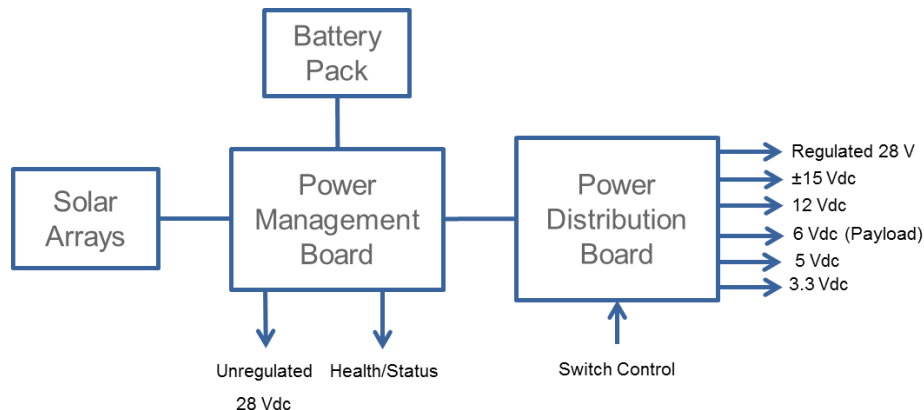 Battery
Pack
Solar
Arrays
Power
Management
Board
Power
Distribution
Board
Regulated 28 V
±15 Vdc
12 Vdc
6 Vdc (Payload)
5 Vdc
3.3 Vdc
Unregulated
28 Vdc
Health/Status
Switch Control